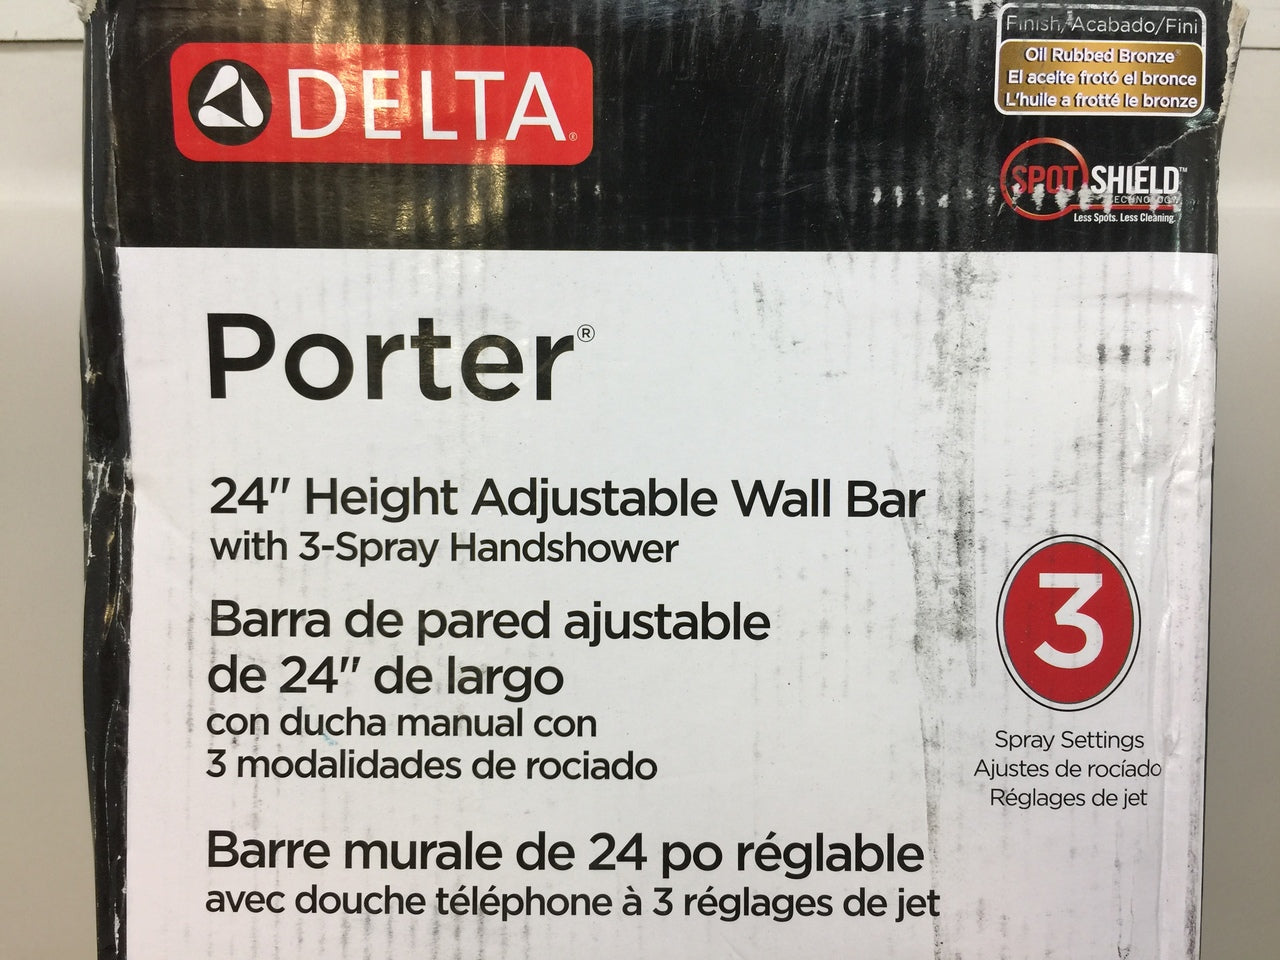 DELTA®
Finish/Acabado/Fini
Oil Rubbed Bronze®
El aceite frotó el bronce
L'huile a frotté le bronze
SPOT SHIELD™
TECHNOLOGY
Less Spots. Less Cleaning.
Porter®
24" Height Adjustable Wall Bar
with 3-Spray Handshower
Barra de pared ajustable
de 24" de largo
con ducha manual con
3 modalidades de rociado
Barre murale de 24 po réglable
avec douche téléphone à 3 réglages de jet
3
Spray Settings
Ajustes de rocíado
Réglages de jet